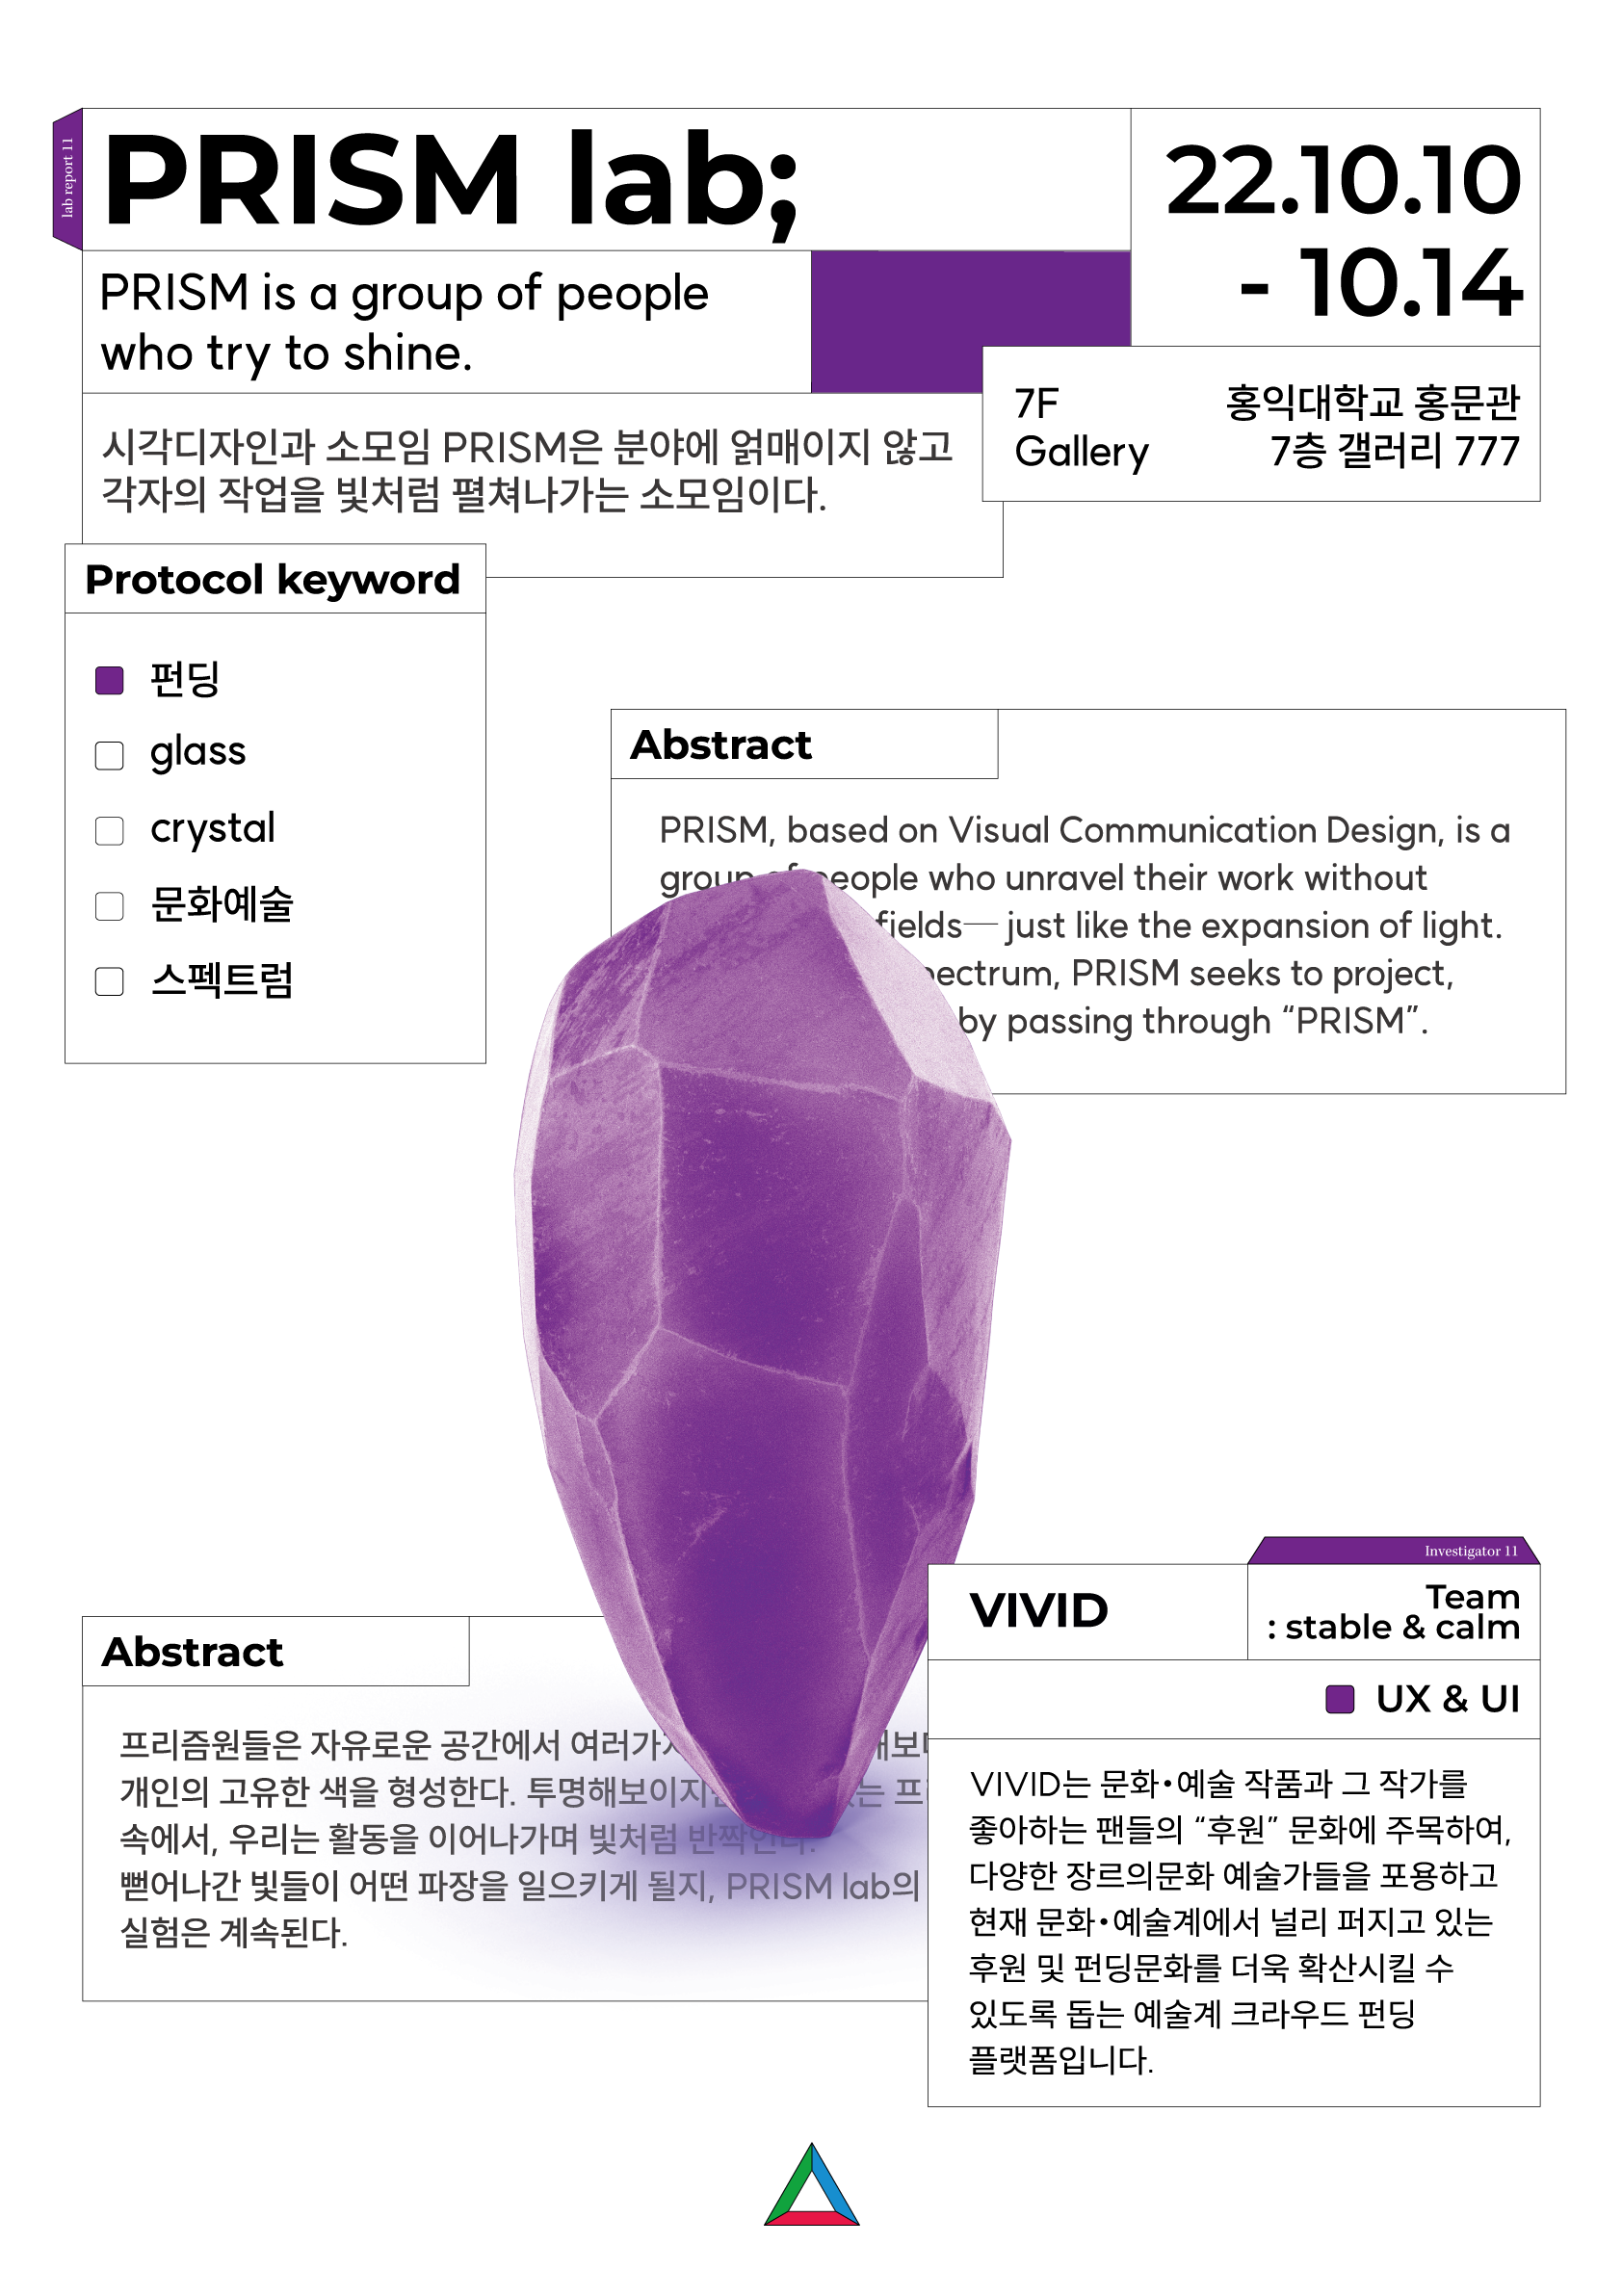 lab report 11
PRISM lab;
22.10.10
- 10.14
PRISM is a group of people
who try to shine.
7F
Gallery
홍익대학교 홍문관
7층 갤러리 777
시각디자인과 소모임 PRISM은 분야에 얽매이지 않고
각자의 작업을 빛처럼 펼쳐나가는 소모임이다.
Protocol keyword
펀딩
glass
crystal
문화예술
스펙트럼
Abstract
PRISM, based on Visual Communication Design, is a
group of people who unravel their work without
fields— just like the expansion of light.
PRISM seeks to project,
by passing through “PRISM”.
Investigator 11
VIVID
Team
: stable & calm
UX & UI
VIVID는 문화•예술 작품과 그 작가를
좋아하는 팬들의 “후원” 문화에 주목하여,
다양한 장르의문화 예술가들을 포용하고
현재 문화•예술계에서 널리 퍼지고 있는
후원 및 펀딩문화를 더욱 확산시킬 수
있도록 돕는 예술계 크라우드 펀딩
플랫폼입니다.
Abstract
프리즘원들은 자유로운 공간에서
개인의 고유한 색을 형성한다.
속에서, 우리는 활동을 이어나가며 빛처럼 반짝인다.
뻗어나간 빛들이 어떤 파장을 일으키게 될지, PRISM lab의
실험은 계속된다.